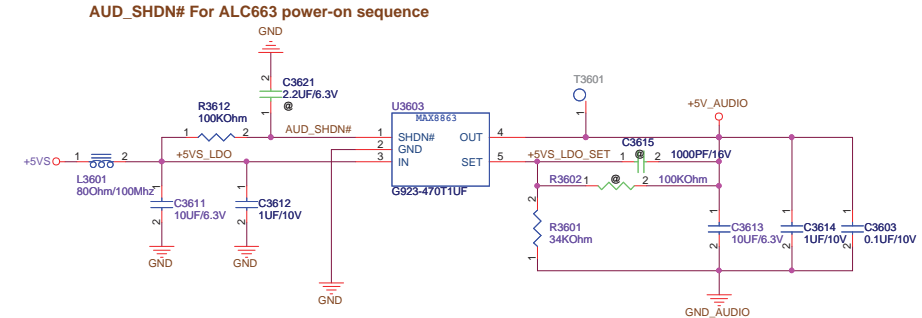 AUD_SHDN# For ALC663 power-on sequence
GND
2
C3621
2.2UF/6.3V
@
1
T3601
1
+5V_AUDIO
R3612
100KOhm
1 2
AUD_SHDN#
U3603
MAX8863
1 SHDN# OUT 4
2 GND
3 IN SET 5
G923-470T1UF
+5VS 1 2
L3601
80Ohm/100Mhz
+5VS_LDO
+5VS_LDO_SET
C3615
1 @ 2 1000PF/16V
R3602 1 @ 2 100KOhm
1
C3611
10UF/6.3V
2
GND
1
C3612
1UF/10V
2
GND
GND
2
R3601
34KOhm
1
1
C3613
10UF/6.3V
2
1
C3614
1UF/10V
2
1
C3603
0.1UF/10V
2
GND_AUDIO